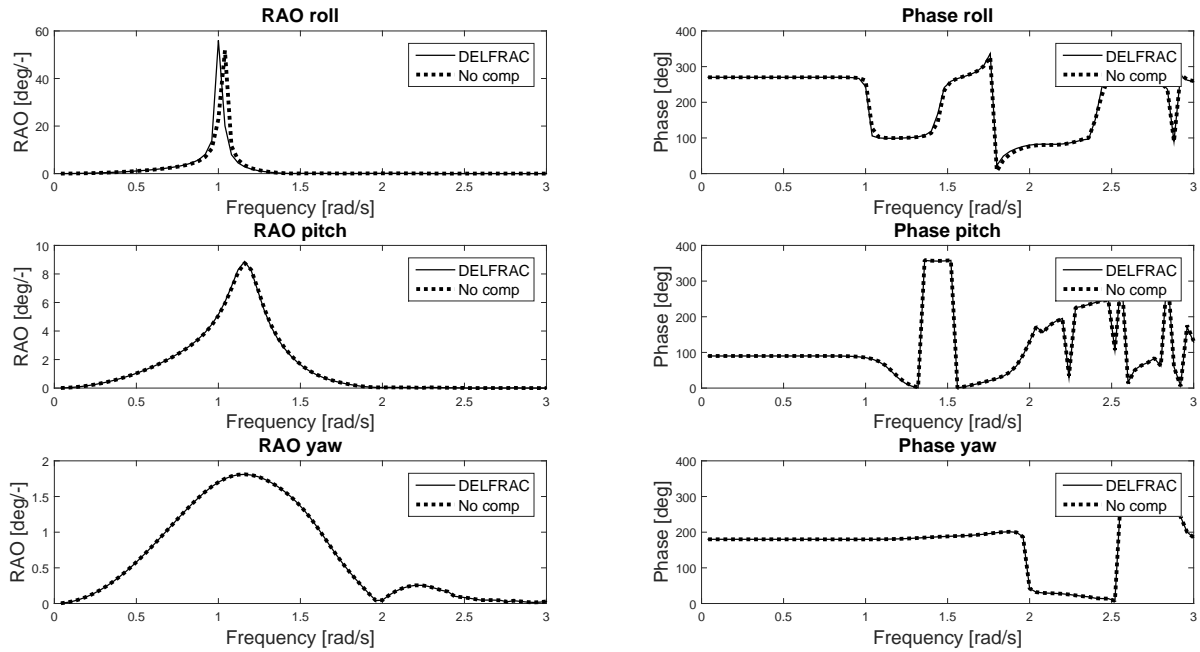 RAO roll
60
40
20
0
RAO [deg/-]
DELFRAC
No comp
0 0.5 1 1.5 2 2.5 3
Frequency [rad/s]
Phase roll
400
300
200
100
0
Phase [deg]
DELFRAC
No comp
0 0.5 1 1.5 2 2.5 3
Frequency [rad/s]
RAO pitch
10
8
6
4
2
0
RAO [deg/-]
DELFRAC
No comp
0 0.5 1 1.5 2 2.5 3
Frequency [rad/s]
Phase pitch
400
300
200
100
0
Phase [deg]
DELFRAC
No comp
0 0.5 1 1.5 2 2.5 3
Frequency [rad/s]
RAO yaw
2
1.5
1
0.5
0
RAO [deg/-]
DELFRAC
No comp
0 0.5 1 1.5 2 2.5 3
Frequency [rad/s]
Phase yaw
400
300
200
100
0
Phase [deg]
DELFRAC
No comp
0 0.5 1 1.5 2 2.5 3
Frequency [rad/s]